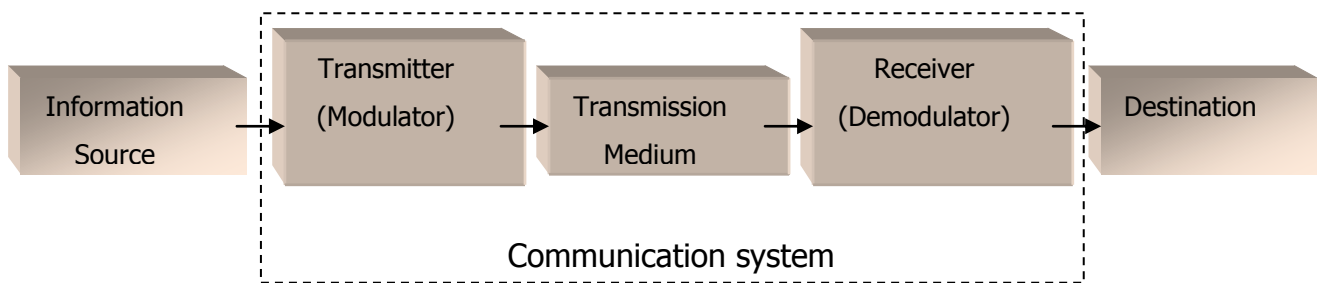 Information
Source
Transmitter
(Modulator)
Transmission
Medium
Receiver
(Demodulator)
Destination
Communication system